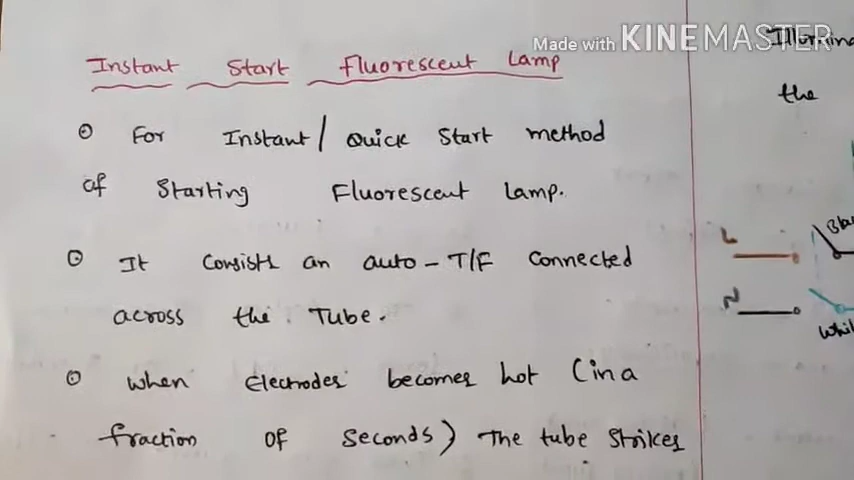 Made with KINEMASTER
Instant Start Fluorescent Lamp
the
For Instant/Quick Start method
of Starting Fluorescent Lamp.
L
It consists an auto-T/F connected
N
across the Tube.
when Electrodes becomes hot (in a
fraction of seconds) The tube strikes